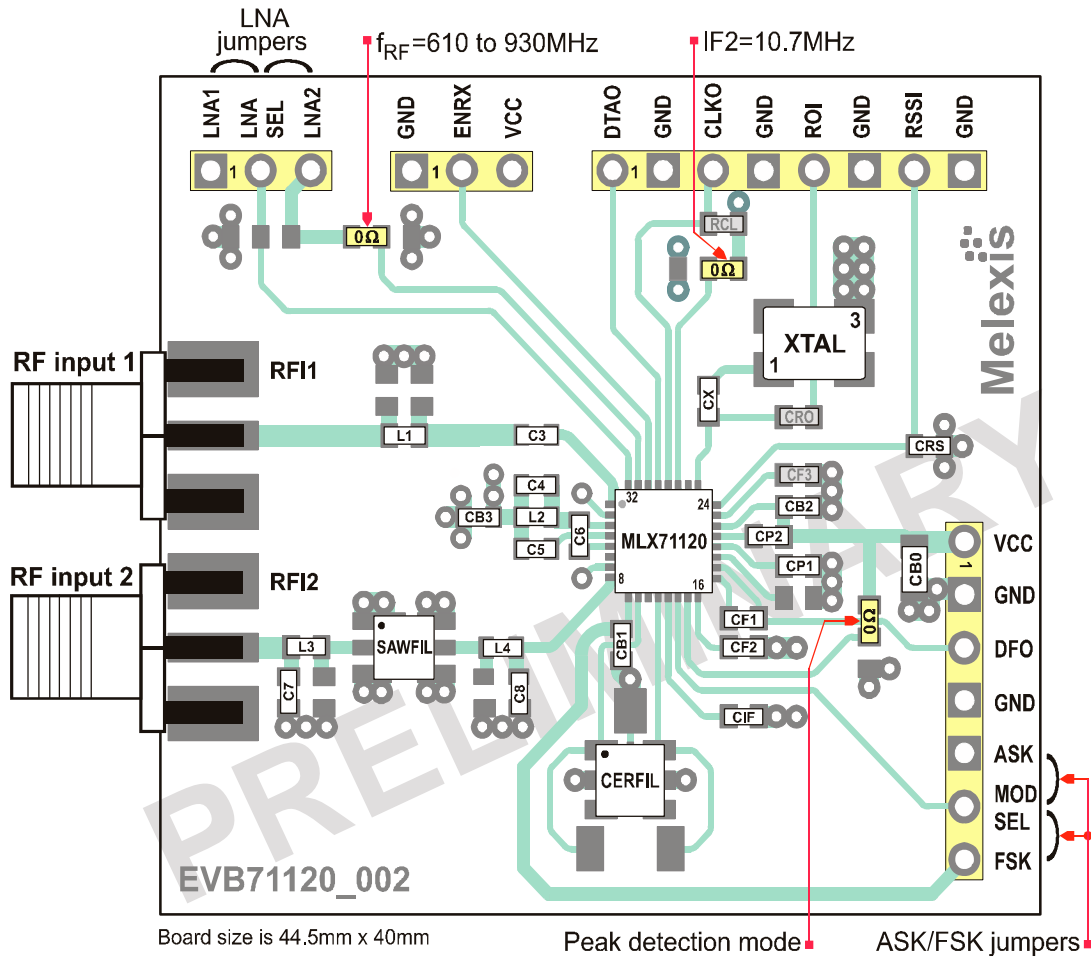 LNA
jumpers
fRF=610 to 930MHz
IF2=10.7MHz
LNA1
LNA
SEL
LNA2
GND
ENRX
VCC
DTAO
GND
CLKO
GND
ROI
GND
RSSI
GND
1
1
1
0Ω
RCL
0Ω
Melexis
XTAL
3
1
RF input 1
RFI1
CX
CRO
L1
C3
CRS
C4
32
24
CF3
CB3
L2
C6
MLX71120
CB2
CP2
C5
8
16
CP1
CB0
VCC
1
GND
RF input 2
RFI2
CF1
0Ω
L3
SAWFIL
L4
CB1
CF2
DFO
C7
C8
CIF
GND
CERFIL
ASK
MOD
SEL
FSK
PRELIMINARY
EVB71120_002
Board size is 44.5mm x 40mm
Peak detection mode
ASK/FSK jumpers